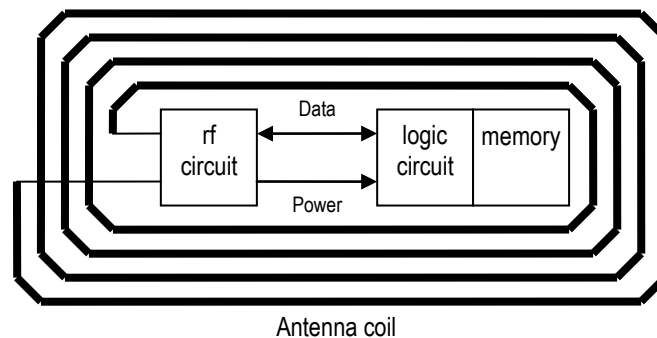 Data
rf
circuit
logic
circuit
memory
Power
Antenna coil